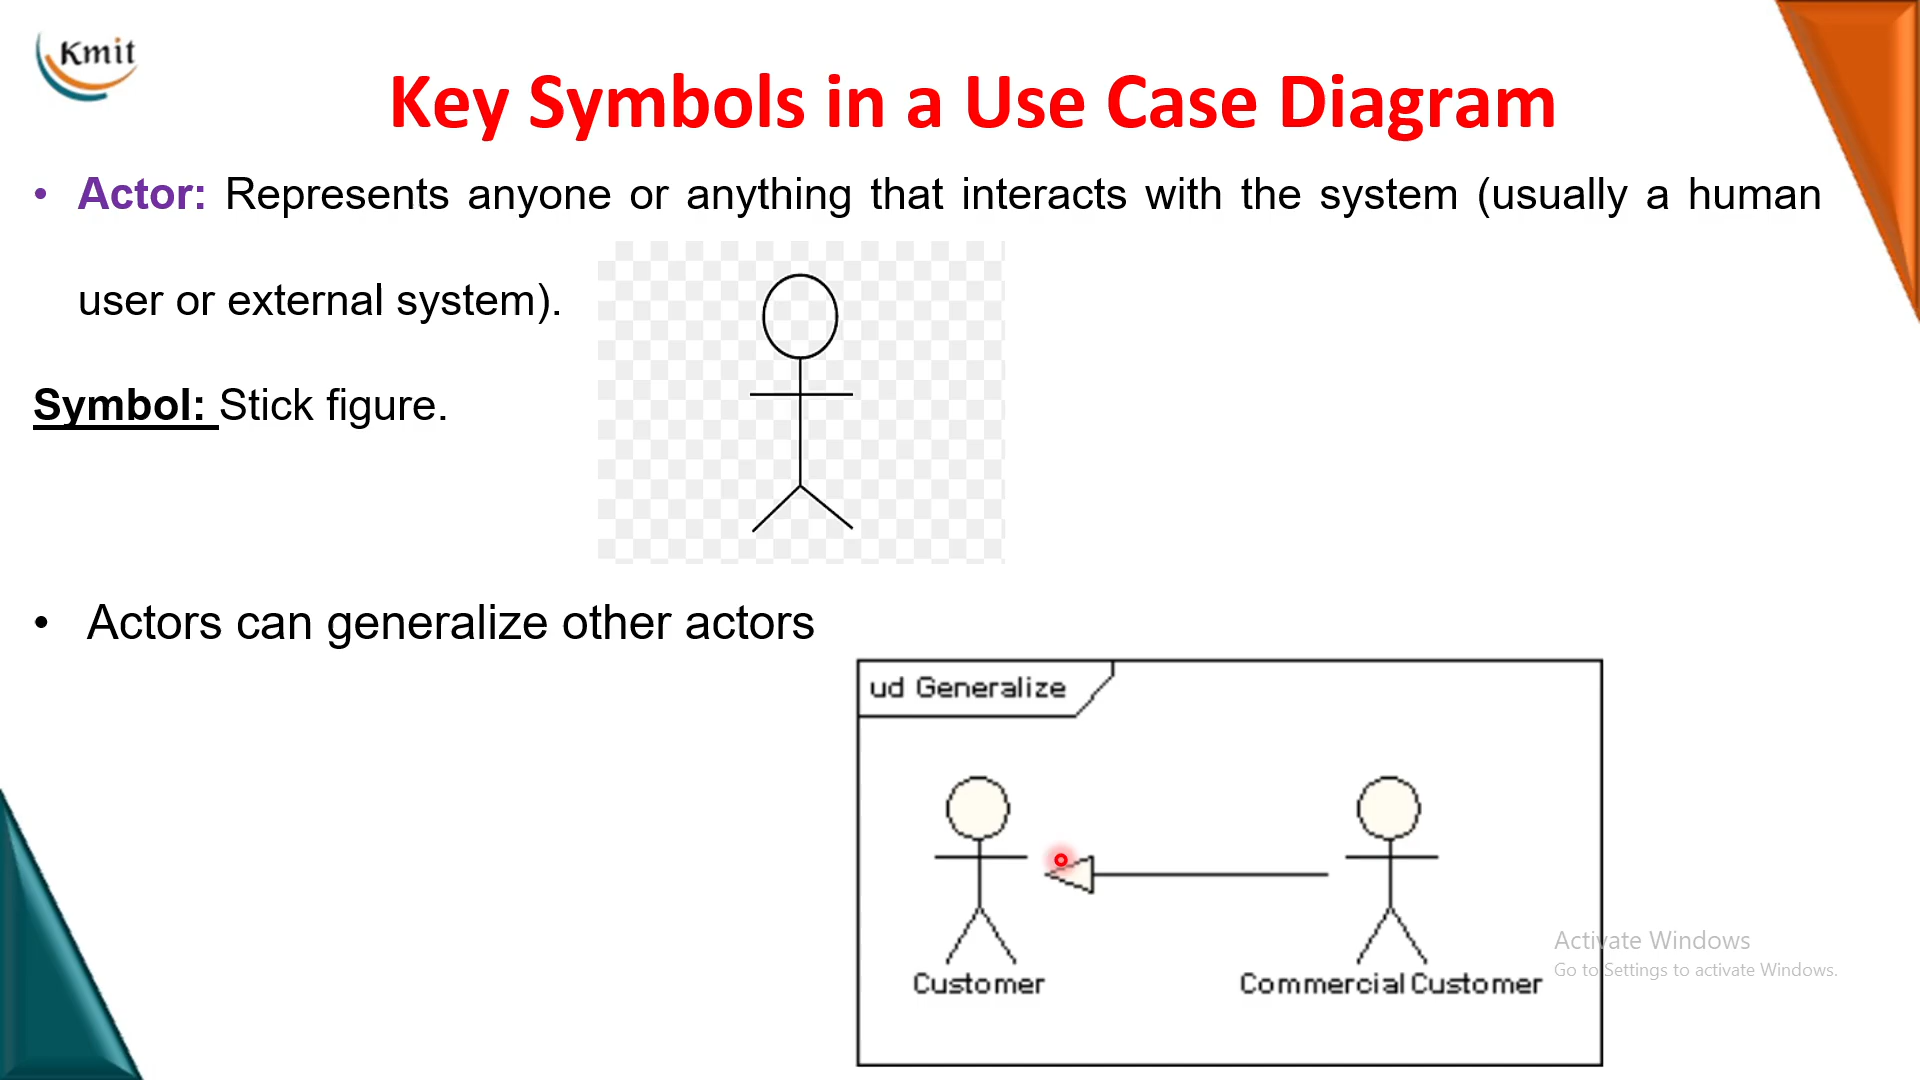 Kmit
Key Symbols in a Use Case Diagram
• Actor: Represents anyone or anything that interacts with the system (usually a human
user or external system).
Symbol: Stick figure.
• Actors can generalize other actors
ud Generalize
Customer
Commercial Customer
Activate Windows
Go to Settings to activate Windows.